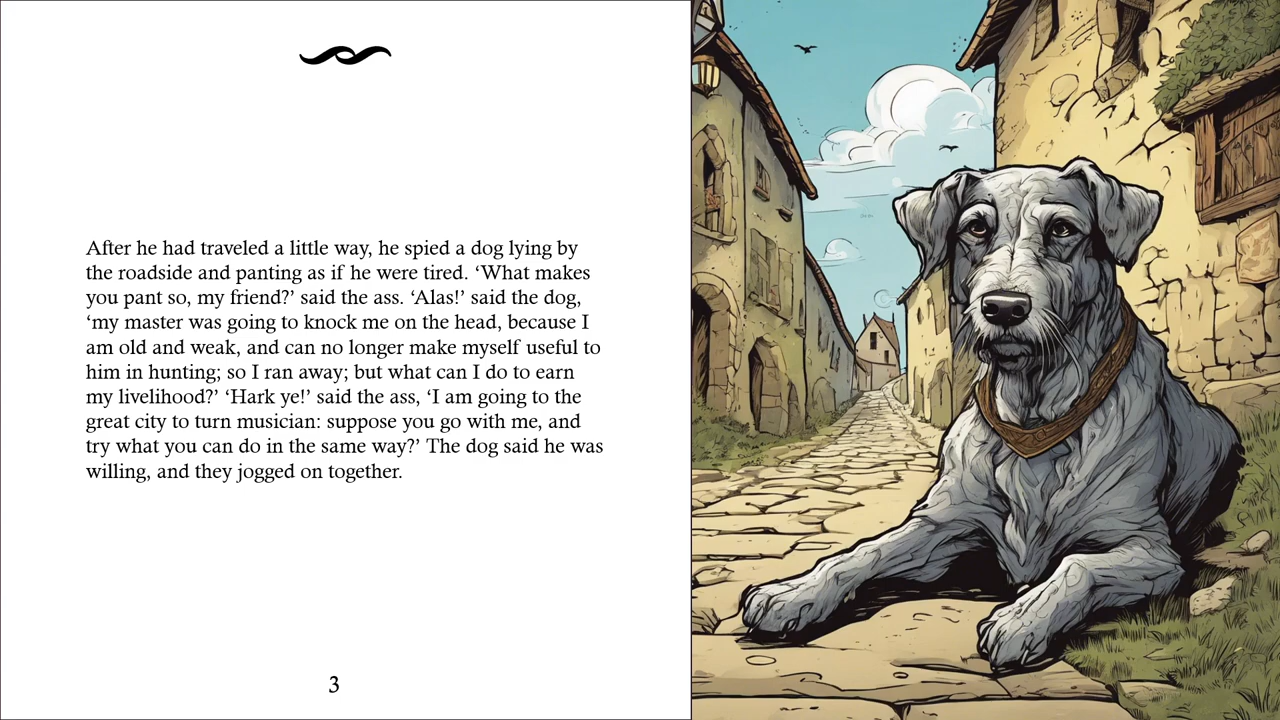 After he had traveled a little way, he spied a dog lying by
the roadside and panting as if he were tired. ‘What makes
you pant so, my friend?’ said the ass. ‘Alas!’ said the dog,
‘my master was going to knock me on the head, because I
am old and weak, and can no longer make myself useful to
him in hunting; so I ran away; but what can I do to earn
my livelihood?’ ‘Hark ye!’ said the ass, ‘I am going to the
great city to turn musician: suppose you go with me, and
try what you can do in the same way?’ The dog said he was
willing, and they jogged on together.
3